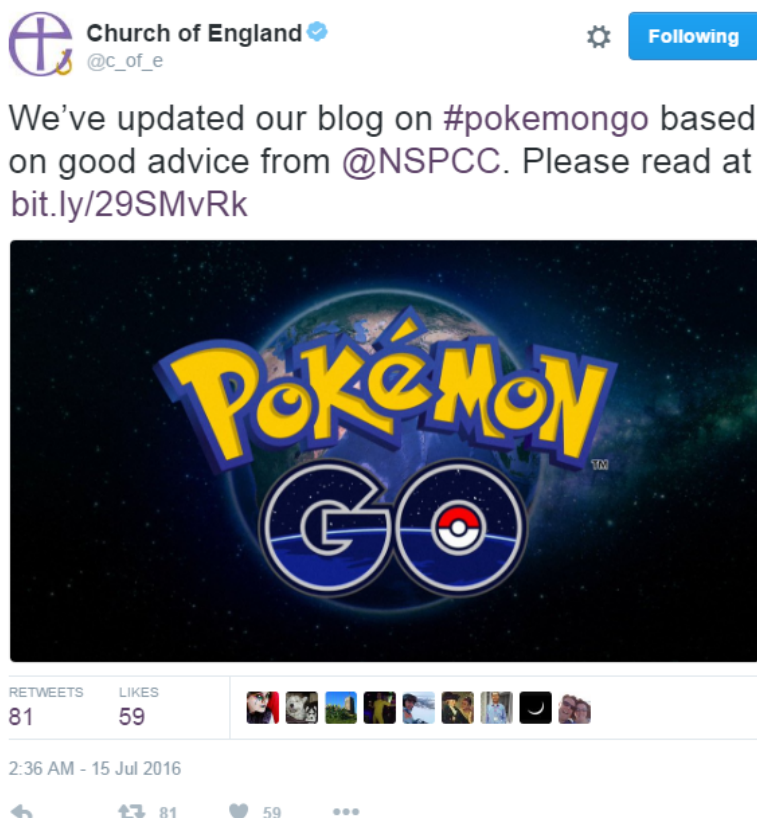 Church of England
@c_of_e
Following
We’ve updated our blog on #pokemongo based
on good advice from @NSPCC. Please read at
bit.ly/29SMvRk
POKéMON
TM
GO
RETWEETS
LIKES
81
59
2:36 AM - 15 Jul 2016
81
59